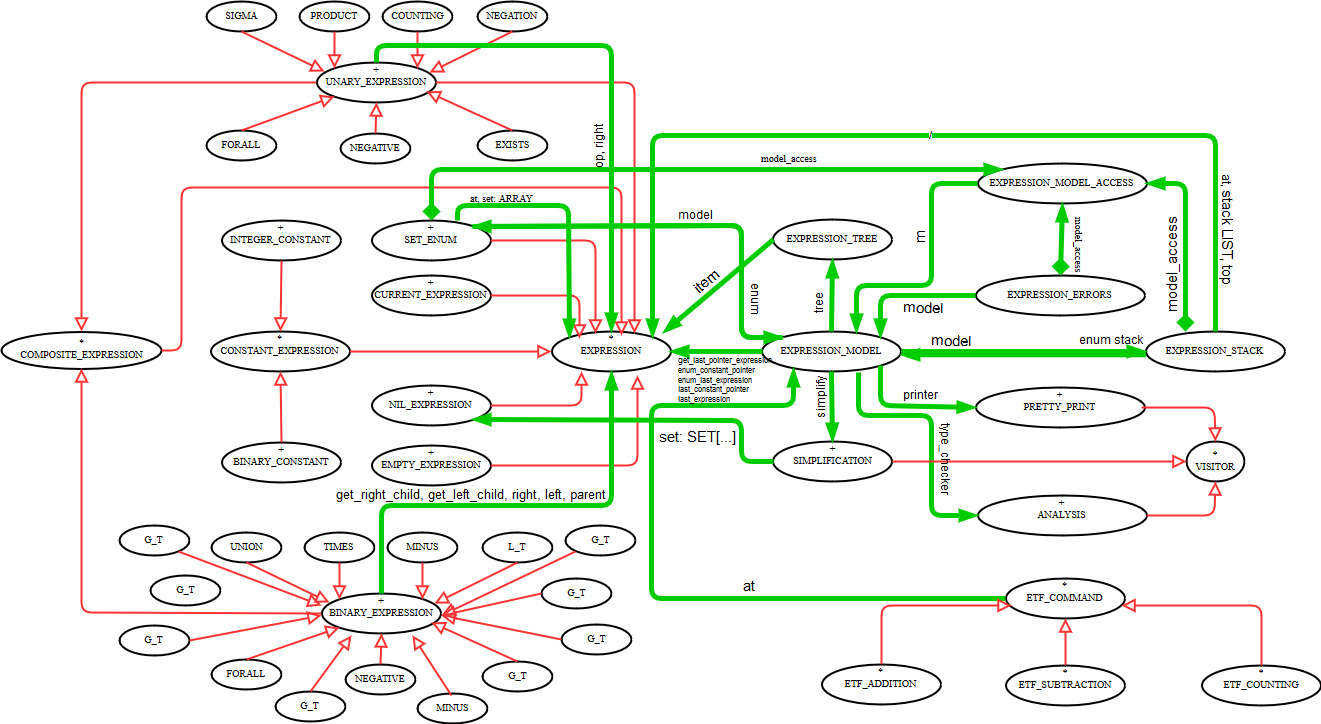 SIGMA
PRODUCT
COUNTING
NEGATION
+
UNARY_EXPRESSION
FORALL
NEGATIVE
EXISTS
op, right
/
model_access
at, set: ARRAY
+
INTEGER_CONSTANT
+
SET_ENUM
model
EXPRESSION_TREE
m
EXPRESSION_MODEL_ACCESS
model_access
at, stack LIST, top
model_access
+
CURRENT_EXPRESSION
item
enum
tree
EXPRESSION_ERRORS
model
*
COMPOSITE_EXPRESSION
*
CONSTANT_EXPRESSION
*
EXPRESSION
EXPRESSION_MODEL
model
enum stack
EXPRESSION_STACK
get_last_pointer_expression
enum_constant_pointer
enum_last_expression
last_constant_pointer
last_expression
simplify
printer
+
NIL_EXPRESSION
+
PRETTY_PRINT
set: SET[...]
type_checker
+
BINARY_CONSTANT
+
EMPTY_EXPRESSION
+
SIMPLIFICATION
*
VISITOR
get_right_child, get_left_child, right, left, parent
+
ANALYSIS
G_T
UNION
TIMES
MINUS
L_T
G_T
G_T
+
BINARY_EXPRESSION
G_T
at
*
ETF_COMMAND
G_T
G_T
FORALL
NEGATIVE
G_T
G_T
MINUS
*
ETF_ADDITION
*
ETF_SUBTRACTION
*
ETF_COUNTING